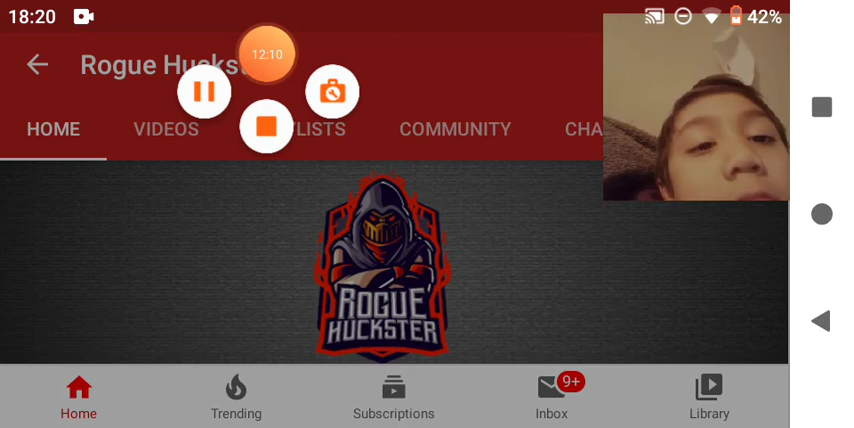 18:20
42%
12:10
Rogue
HOME VIDEOS LISTS COMMUNITY CHA
ROGUE
HUCKSTER
9+
Home Trending Subscriptions Inbox Library